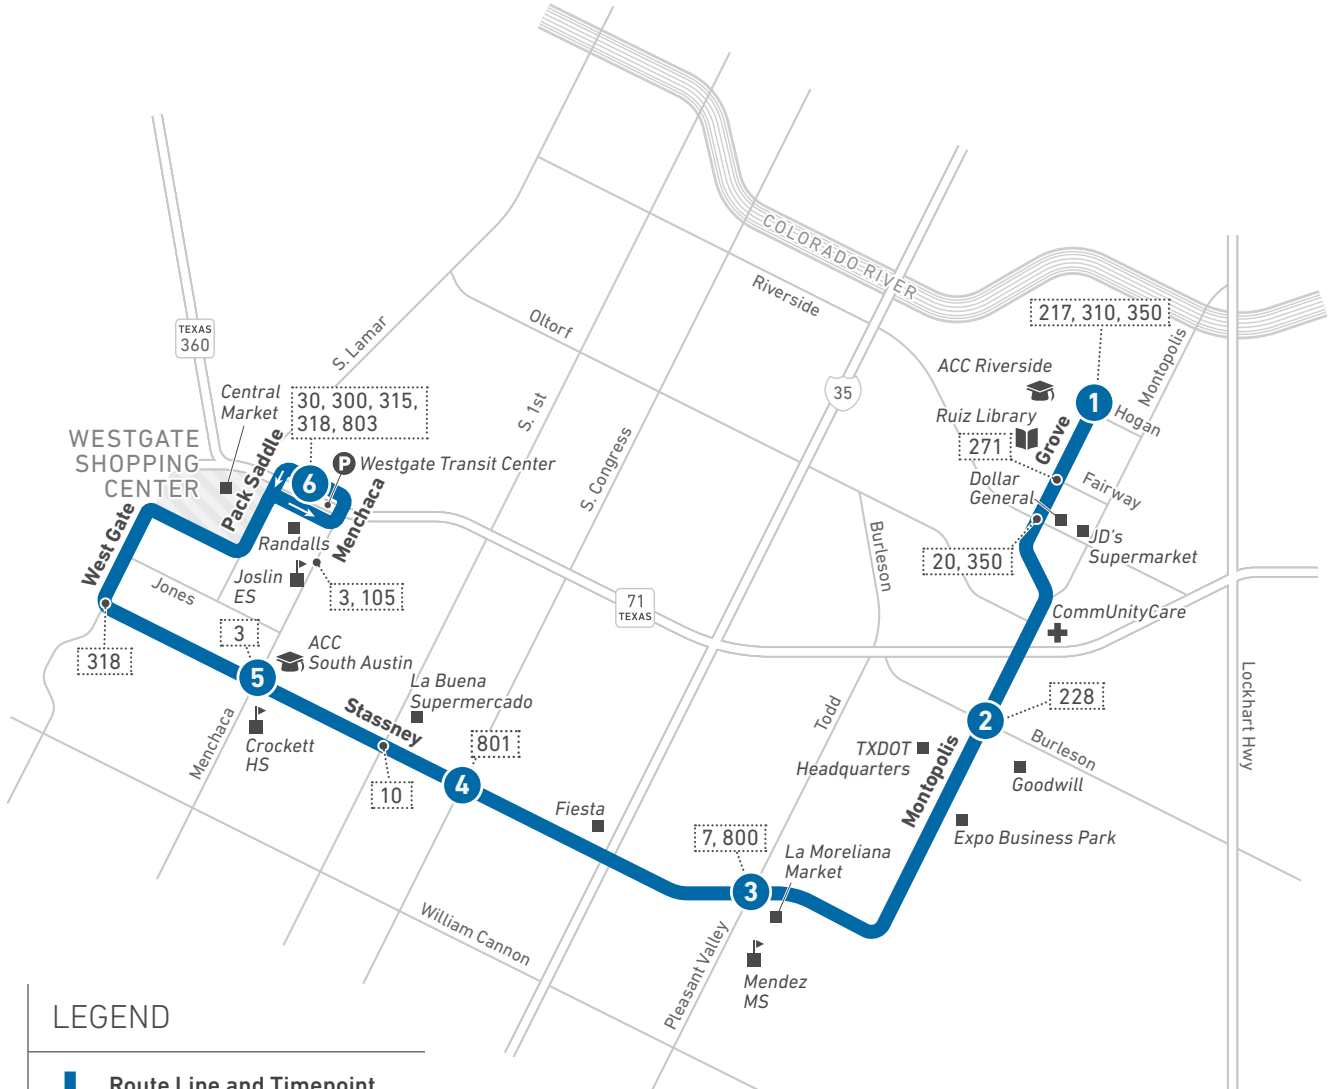 COLORADO RIVER
Riverside
217, 310, 350
TEXAS
360
S. Lamar
Oltorf
Montopolis
ACC Riverside
35
1
Hogan
Central
Market
30, 300, 315,
318, 803
S. 1st
Ruiz Library
Grove
WESTGATE
SHOPPING
CENTER
Pack Saddle
6
P
Westgate Transit Center
S. Congress
271
Dollar
General
Fairway
West Gate
Menchaca
Randalls
Burleson
JD's
Supermarket
20, 350
Joslin
ES
Jones
3, 105
71
TEXAS
CommUnityCare
318
3
ACC
South Austin
5
La Buena
Supermercado
Lockhart Hwy
228
2
Stassney
Todd
Menchaca
Crockett
HS
801
TXDOT
Headquarters
Burleson
Goodwill
10
4
Montopolis
Fiesta
7, 800
Expo Business Park
La Moreliana
Market
3
William Cannon
Pleasant Valley
Mendez
MS
LEGEND
Route Line and Timepoint